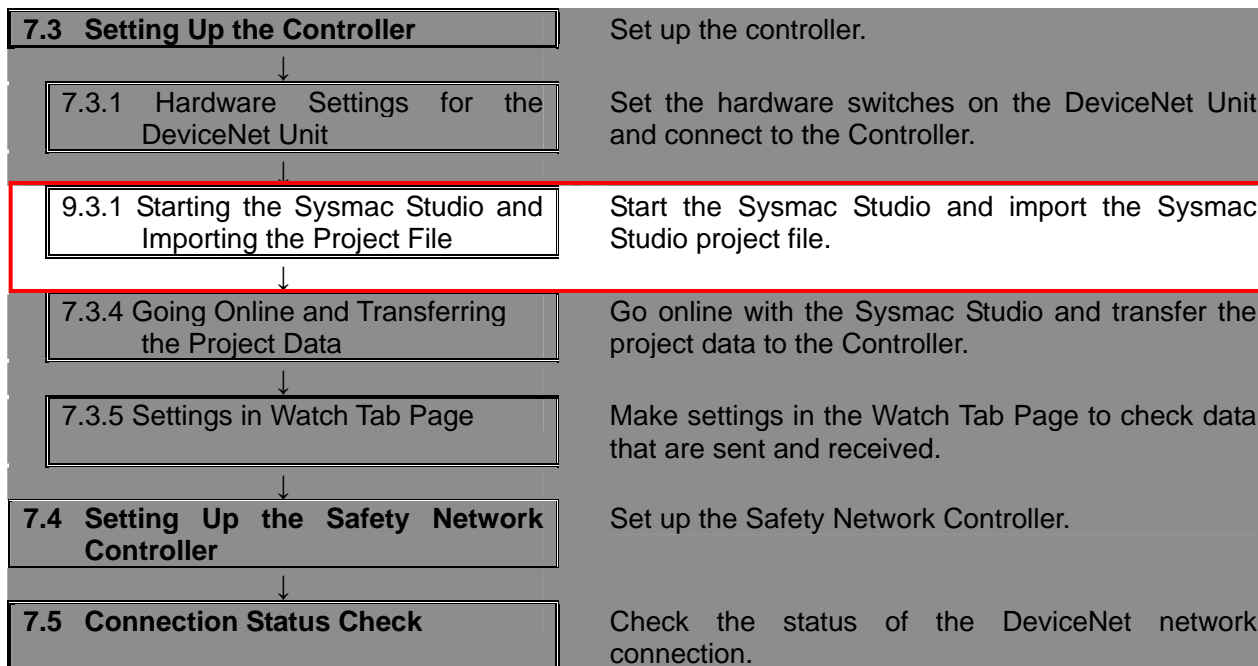 7.3 Setting Up the Controller
Set up the controller.
↓
7.3.1 Hardware Settings for the
DeviceNet Unit
Set the hardware switches on the DeviceNet Unit
and connect to the Controller.
↓
9.3.1 Starting the Sysmac Studio and
Importing the Project File
Start the Sysmac Studio and import the Sysmac
Studio project file.
↓
7.3.4 Going Online and Transferring
the Project Data
Go online with the Sysmac Studio and transfer the
project data to the Controller.
↓
7.3.5 Settings in Watch Tab Page
Make settings in the Watch Tab Page to check data
that are sent and received.
↓
7.4 Setting Up the Safety Network
Controller
Set up the Safety Network Controller.
↓
7.5 Connection Status Check
Check the status of the DeviceNet network
connection.